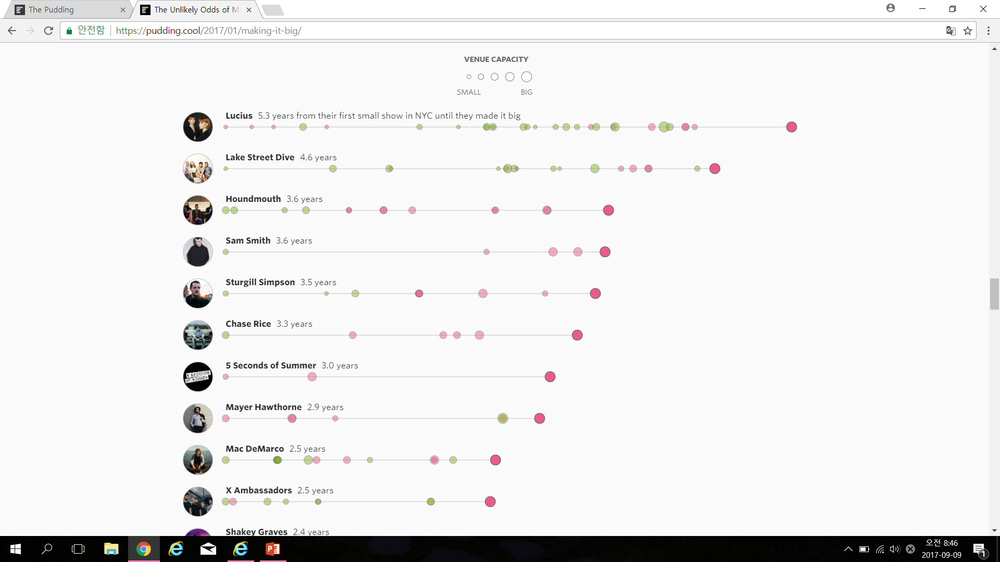 The Pudding
The Unlikely Odds of M
안전함 https://pudding.cool/2017/01/making-it-big/
VENUE CAPACITY
SMALL BIG
Lucius 5.3 years from their first small show in NYC until they made it big
Lake Street Dive 4.6 years
Houndmouth 3.6 years
Sam Smith 3.6 years
Sturgill Simpson 3.5 years
Chase Rice 3.3 years
5 Seconds of Summer 3.0 years
5 SECONDS
OF SUMMER
Mayer Hawthorne 2.9 years
Mac DeMarco 2.5 years
X Ambassadors 2.5 years
Shakey Graves 2.4 years
오전 8:46
2017-09-09
1